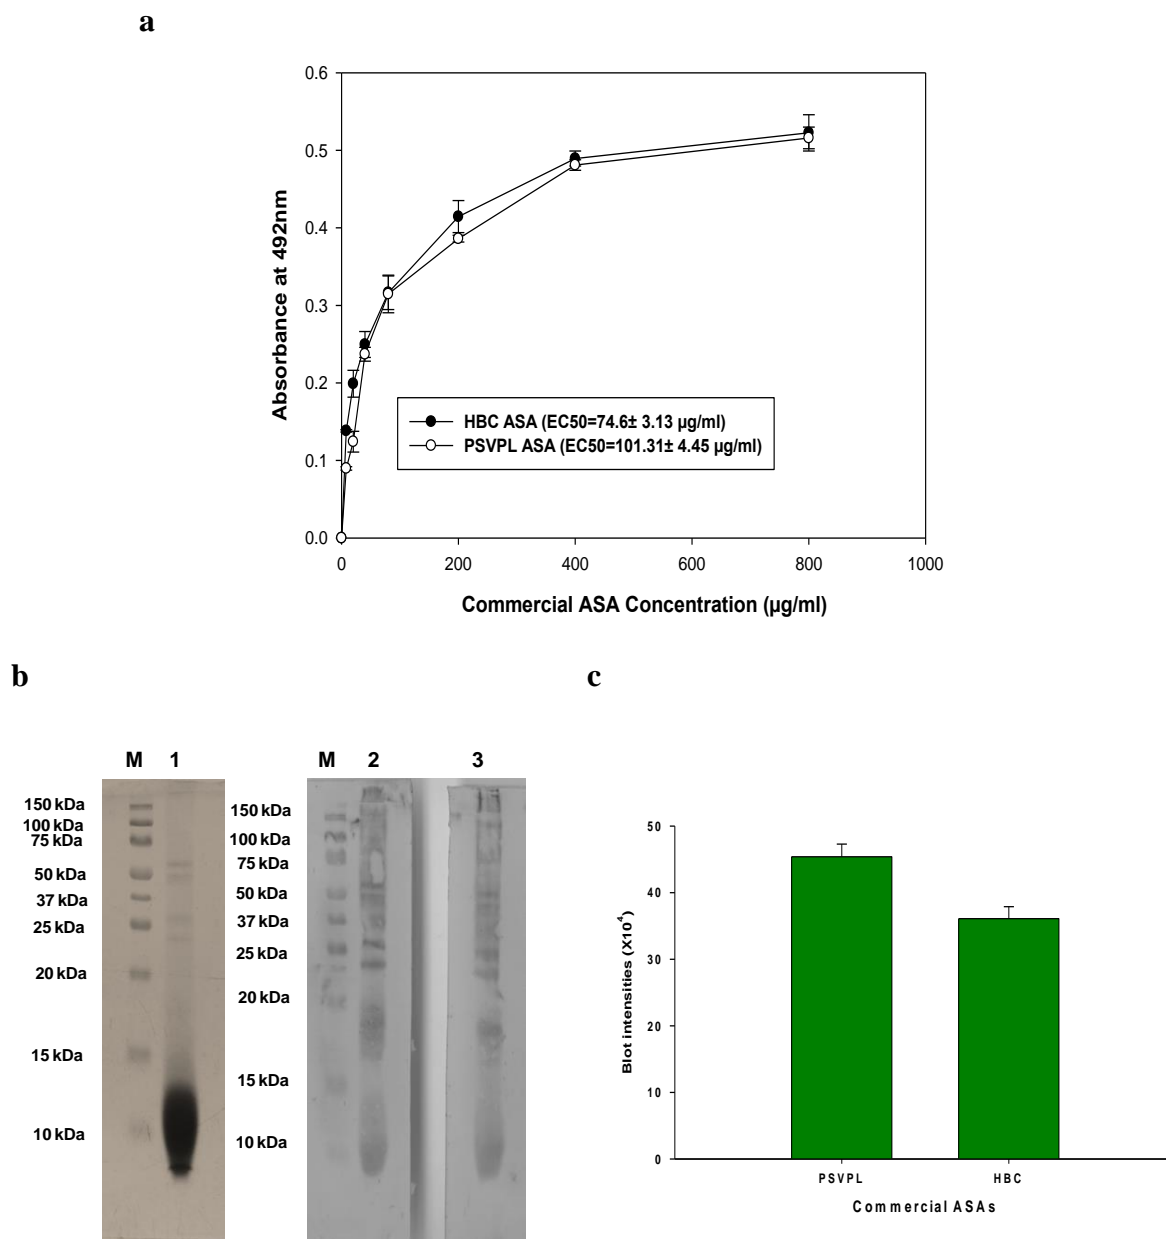 a
0.6
0.5
0.4
0.3
0.2
0.1
0.0
Absorbance at 492nm
HBC ASA (EC50=74.6± 3.13 µg/ml)
PSVPL ASA (EC50=101.31± 4.45 µg/ml)
0 200 400 600 800 1000
Commercial ASA Concentration (µg/ml)
b
M 1
150 kDa
100 kDa
75 kDa
50 kDa
37 kDa
25 kDa
20 kDa
15 kDa
10 kDa
M 2 3
150 kDa
100 kDa
75 kDa
50 kDa
37 kDa
25 kDa
20 kDa
15 kDa
10 kDa
c
50
40
30
20
10
0
Blot intensities (X10⁴)
PSVPL HBC
Commercial ASAs